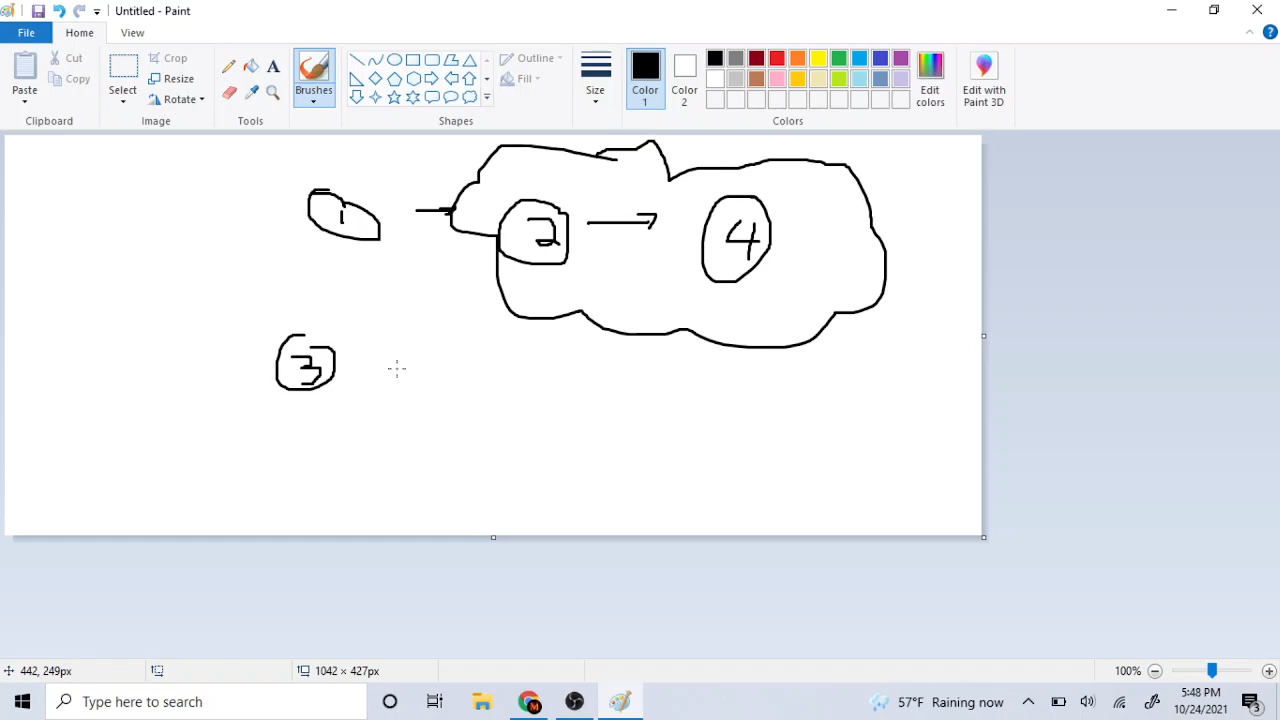 Untitled - Paint
File Home View
Paste
Cut
Copy
Clipboard
Select
Crop
Resize
Rotate
Image
A
Tools
Brushes
Outline
Fill
Shapes
Size
Color 1
Color 2
Edit colors
Colors
Edit with Paint 3D
1
2
4
3
442, 249px
1042 × 427px
100%
Type here to search
M
57°F Raining now
5:48 PM
10/24/2021
3